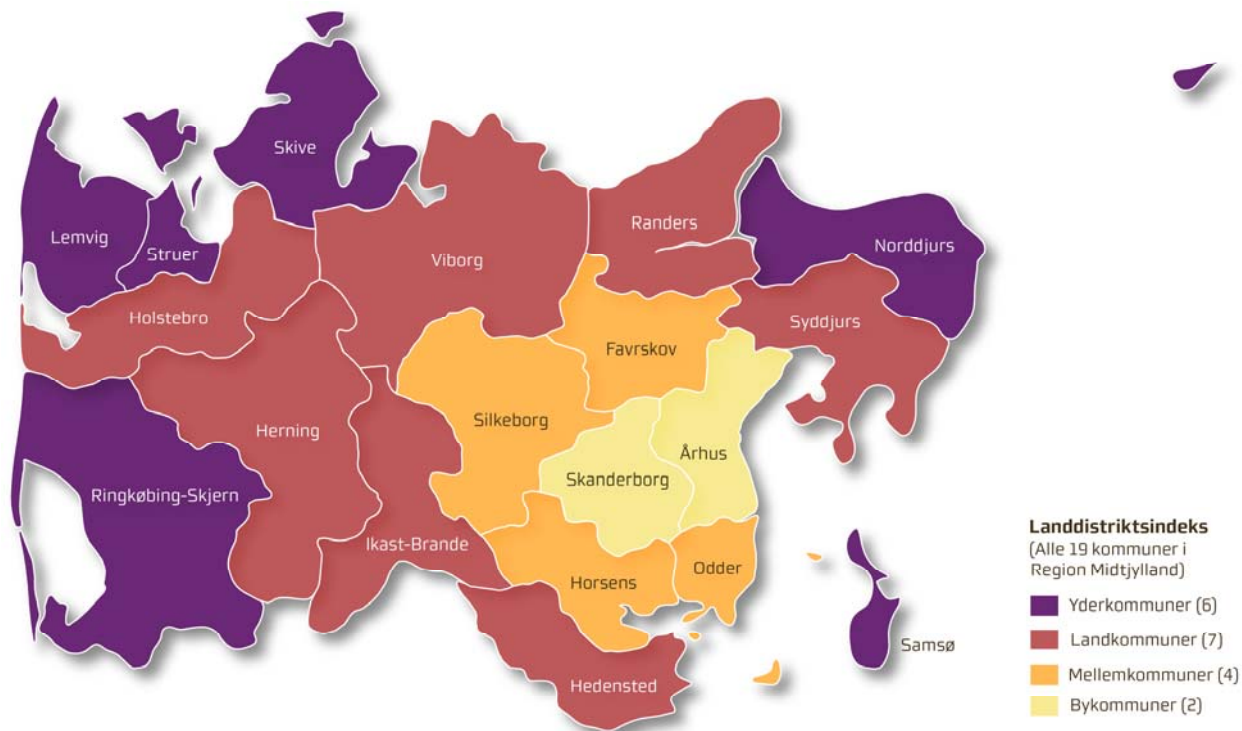 Skive
Lemvig
Struer
Randers
Norddjurs
Viborg
Holstebro
Syddjurs
Favrskov
Silkeborg
Herning
Århus
Skanderborg
Ringkøbing-Skjern
Ikast-Brande
Horsens
Odder
Samsø
Hedensted
Landdistriktsindeks
(Alle 19 kommuner i
Region Midtjylland)
Yderkommuner (6)
Landkommuner (7)
Mellemkommuner (4)
Bykommuner (2)